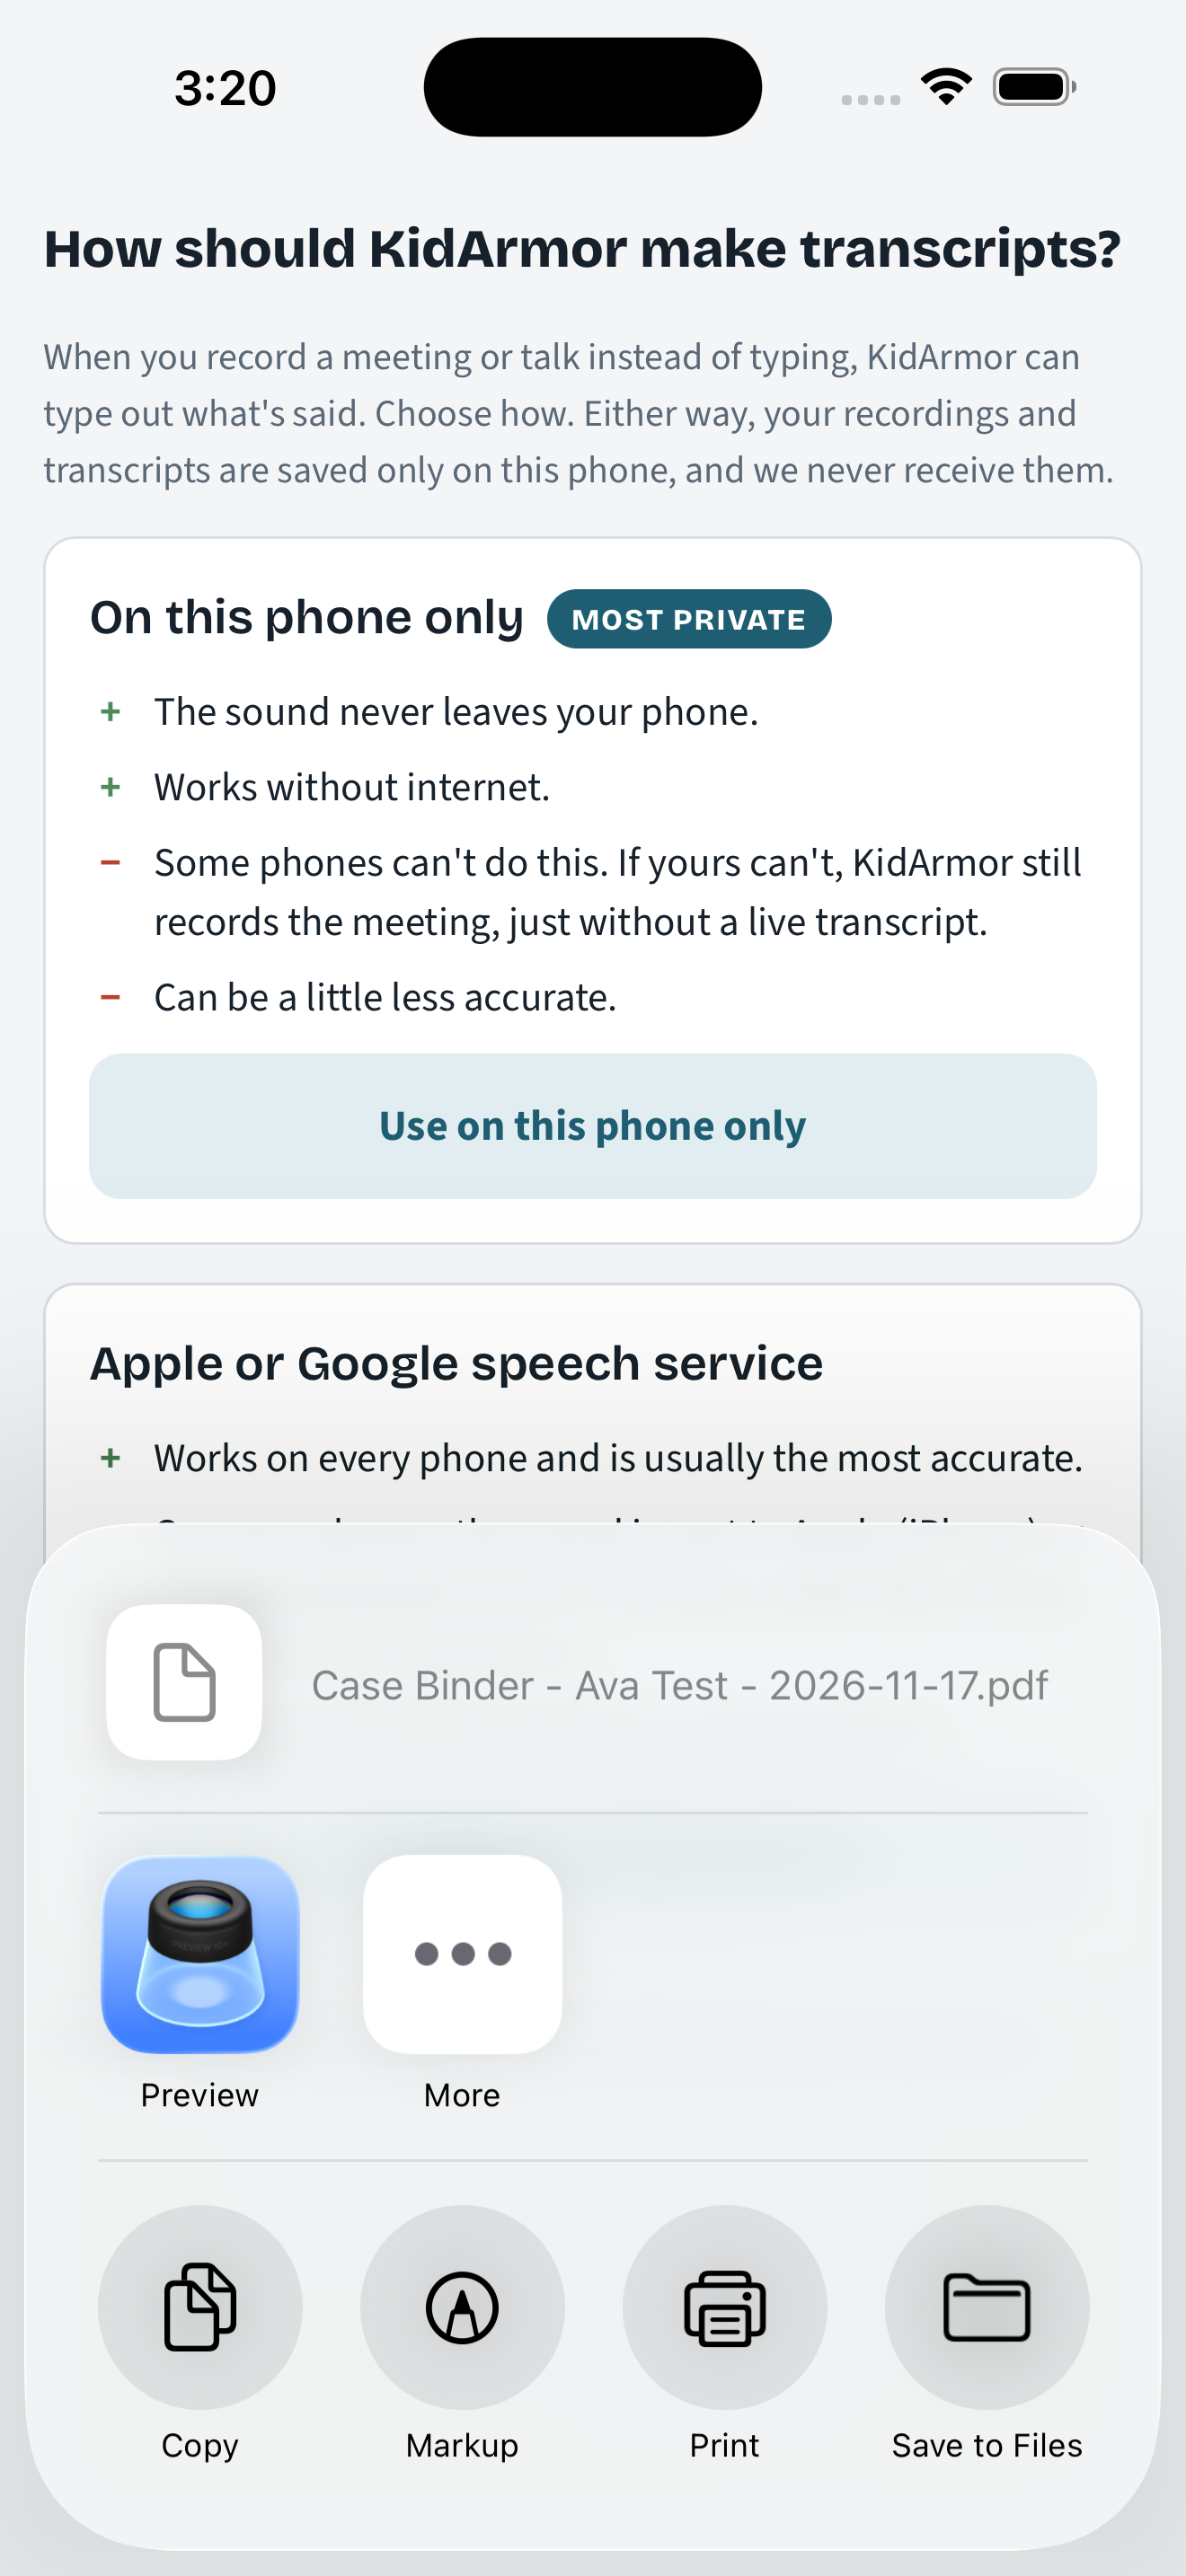 3:20
How should KidArmor make transcripts?
When you record a meeting or talk instead of typing, KidArmor can
type out what's said. Choose how. Either way, your recordings and
transcripts are saved only on this phone, and we never receive them.
On this phone only MOST PRIVATE
+ The sound never leaves your phone.
+ Works without internet.
– Some phones can't do this. If yours can't, KidArmor still
records the meeting, just without a live transcript.
– Can be a little less accurate.
Use on this phone only
Apple or Google speech service
+ Works on every phone and is usually the most accurate.
Case Binder - Ava Test - 2026-11-17.pdf
Preview
More
Copy
Markup
Print
Save to Files